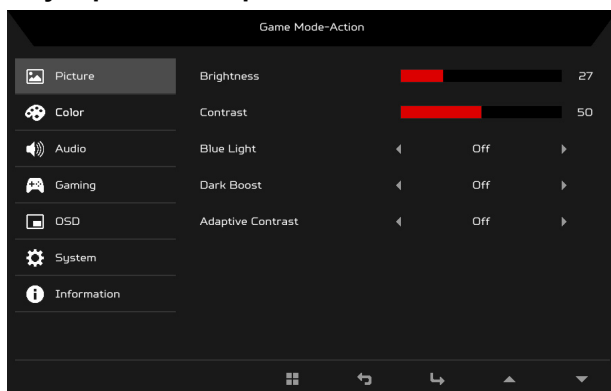 Game Mode-Action
Picture
Brightness 27
Color
Contrast 50
Audio
Blue Light Off
Gaming
Dark Boost Off
OSD
Adaptive Contrast Off
System
Information